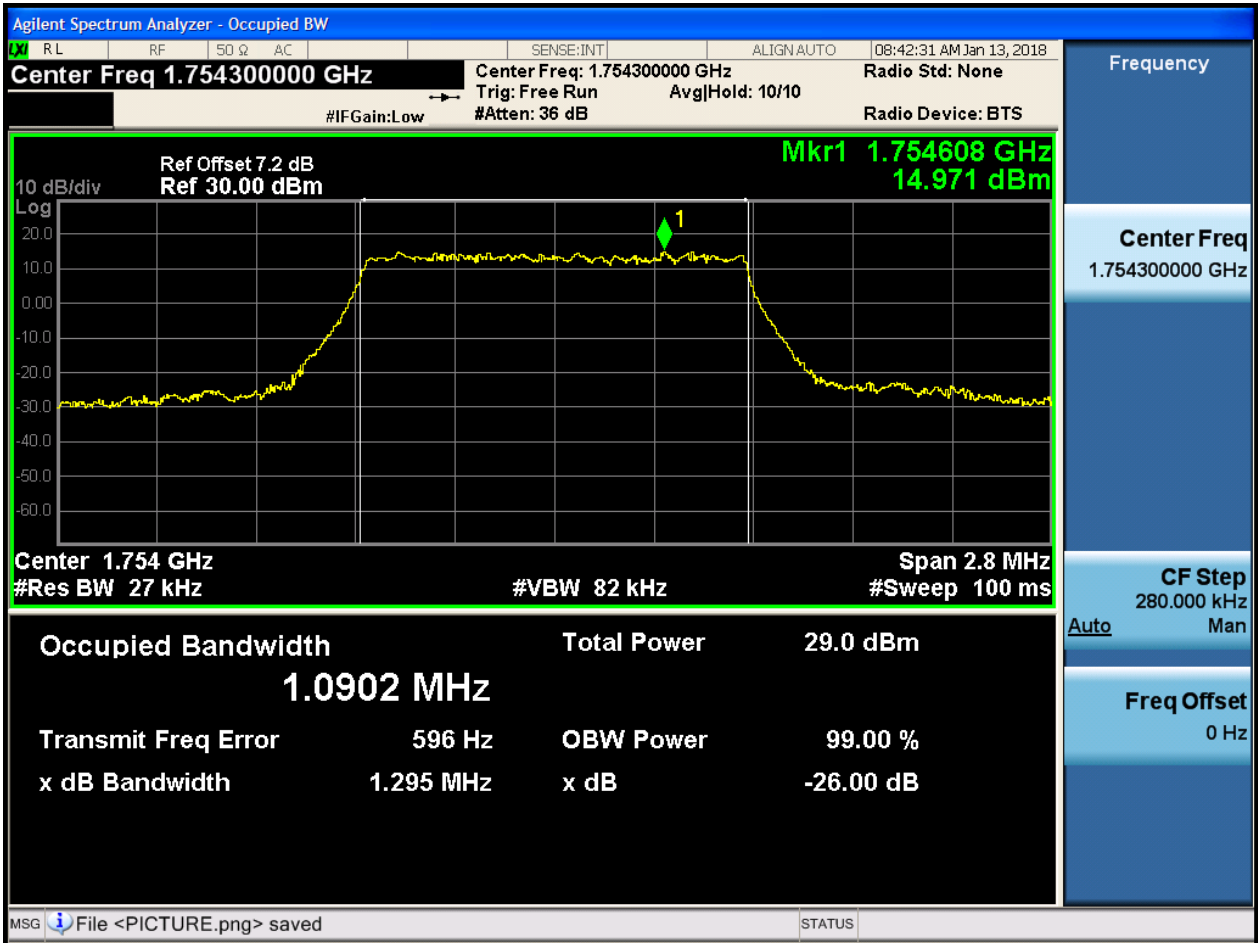 Agilent Spectrum Analyzer - Occupied BW
LXI RL RF 50 Ω AC SENSE:INT ALIGN AUTO 08:42:31 AM Jan 13, 2018
Center Freq 1.754300000 GHz
Center Freq: 1.754300000 GHz Radio Std: None
Trig: Free Run Avg|Hold: 10/10
#IFGain:Low #Atten: 36 dB Radio Device: BTS
Mkr1 1.754608 GHz
14.971 dBm
Ref Offset 7.2 dB
10 dB/div Ref 30.00 dBm
Log
1
20.0
10.0
0.00
-10.0
-20.0
-30.0
-40.0
-50.0
-60.0
Center 1.754 GHz Span 2.8 MHz
#Res BW 27 kHz #VBW 82 kHz #Sweep 100 ms
Occupied Bandwidth Total Power 29.0 dBm
1.0902 MHz
Transmit Freq Error 596 Hz OBW Power 99.00 %
x dB Bandwidth 1.295 MHz x dB -26.00 dB
Frequency
Center Freq
1.754300000 GHz
CF Step
280.000 kHz
Auto Man
Freq Offset
0 Hz
MSG File <PICTURE.png> saved STATUS